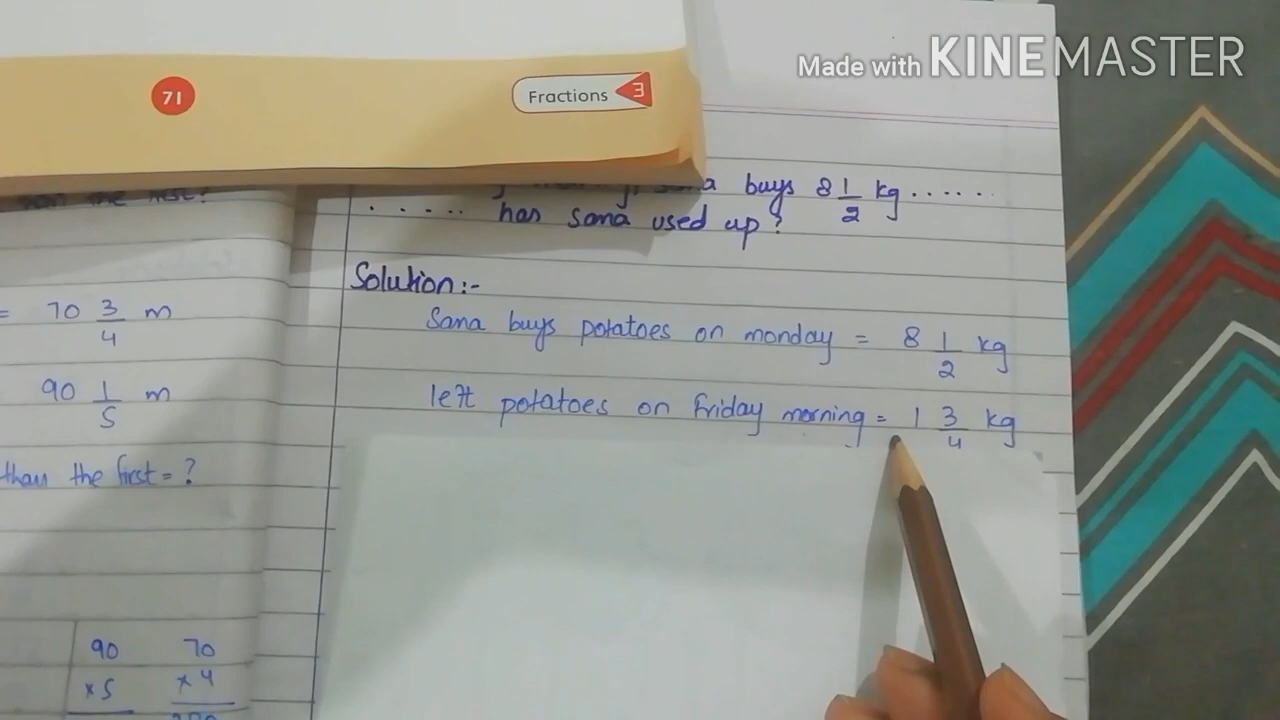 Made with KINEMASTER
71
Fractions 3
buys 8 1/2 kg......
..... has sana used up?
Solution:-
Sana buys potatoes on monday = 8 1/2 kg
left potatoes on Friday morning = 1 3/4 kg
= 70 3/4 m
90 1/5 m
than the first = ?
90 70
×5 ×4